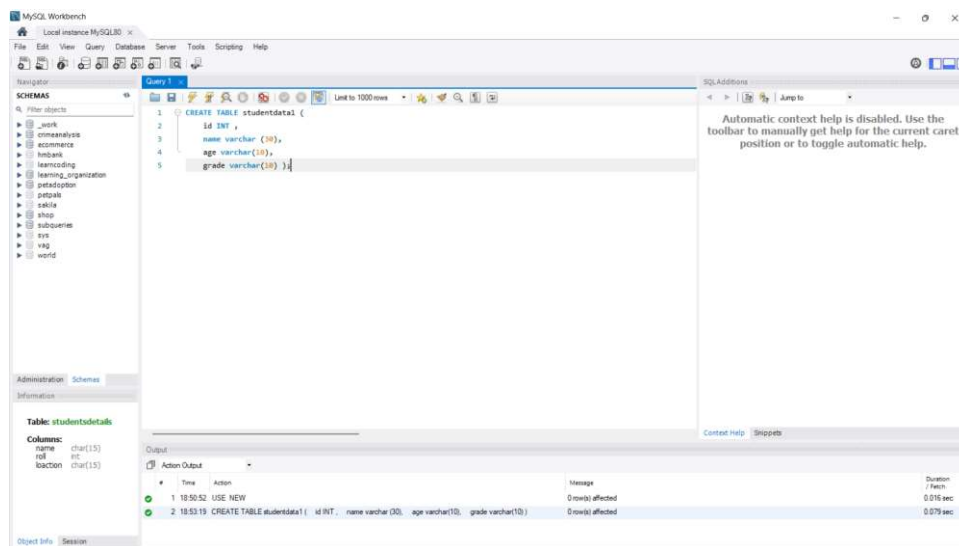 MySQL Workbench
Local instance MySQL80 ×
File Edit View Query Database Server Tools Scripting Help
Navigator
SCHEMAS
Filter objects
_work
crimeanalysis
ecommerce
hmbank
learncoding
learning_organization
petadoption
petpals
sakila
shop
subqueries
sys
vag
world
Administration Schemas
Information
Table: studentsdetails
Columns:
name char(15)
roll int
loaction char(15)
Object Info Session
Query 1 ×
Limit to 1000 rows
1 CREATE TABLE studentdata1 (
2 id INT ,
3 name varchar (30),
4 age varchar(10),
5 grade varchar(10) );
Output
Action Output
# Time Action Message Duration / Fetch
1 18:50:52 USE NEW 0 row(s) affected 0.016 sec
2 18:53:19 CREATE TABLE studentdata1 ( id INT , name varchar (30), age varchar(10), grade varchar(10) ) 0 row(s) affected 0.079 sec
SQL Additions
Jump to
Automatic context help is disabled. Use the
toolbar to manually get help for the current caret
position or to toggle automatic help.
Context Help Snippets